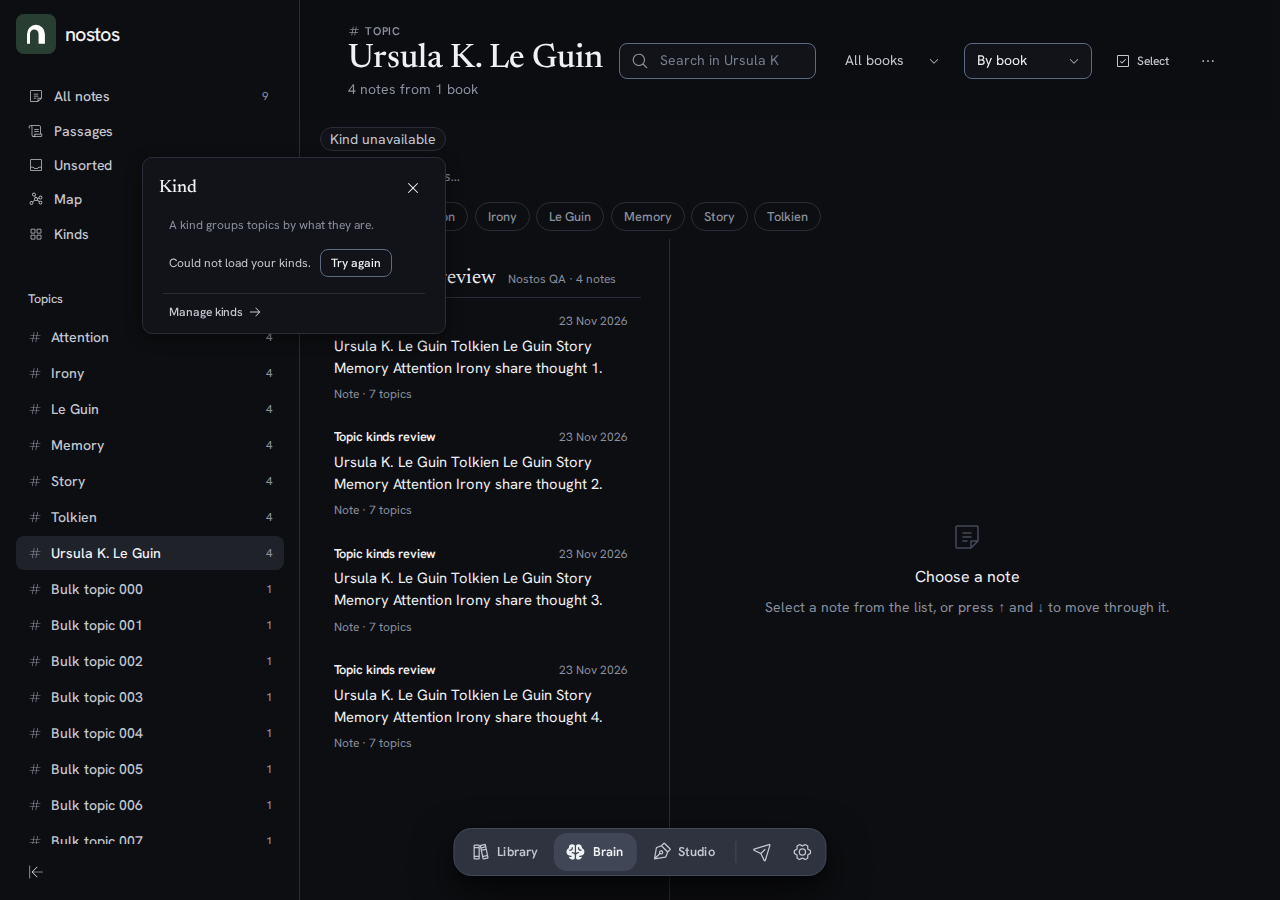 nostos
All notes 9
Passages
Unsorted
Map
Kinds
Topics
# Attention 4
# Irony 4
# Le Guin 4
# Memory 4
# Story 4
# Tolkien 4
# Ursula K. Le Guin 4
# Bulk topic 000 1
# Bulk topic 001 1
# Bulk topic 002 1
# Bulk topic 003 1
# Bulk topic 004 1
# Bulk topic 005 1
# Bulk topic 006 1
# Bulk topic 007 1
# TOPIC
Ursula K. Le Guin
4 notes from 1 book
Search in Ursula K
All books
By book
Select
...
Kind unavailable
Kind
A kind groups topics by what they are.
Could not load your kinds. Try again
Manage kinds →
Irony Le Guin Memory Story Tolkien
Nostos QA · 4 notes
23 Nov 2026
Ursula K. Le Guin Tolkien Le Guin Story
Memory Attention Irony share thought 1.
Note · 7 topics
Topic kinds review 23 Nov 2026
Ursula K. Le Guin Tolkien Le Guin Story
Memory Attention Irony share thought 2.
Note · 7 topics
Topic kinds review 23 Nov 2026
Ursula K. Le Guin Tolkien Le Guin Story
Memory Attention Irony share thought 3.
Note · 7 topics
Topic kinds review 23 Nov 2026
Ursula K. Le Guin Tolkien Le Guin Story
Memory Attention Irony share thought 4.
Note · 7 topics
Choose a note
Select a note from the list, or press ↑ and ↓ to move through it.
Library Brain Studio